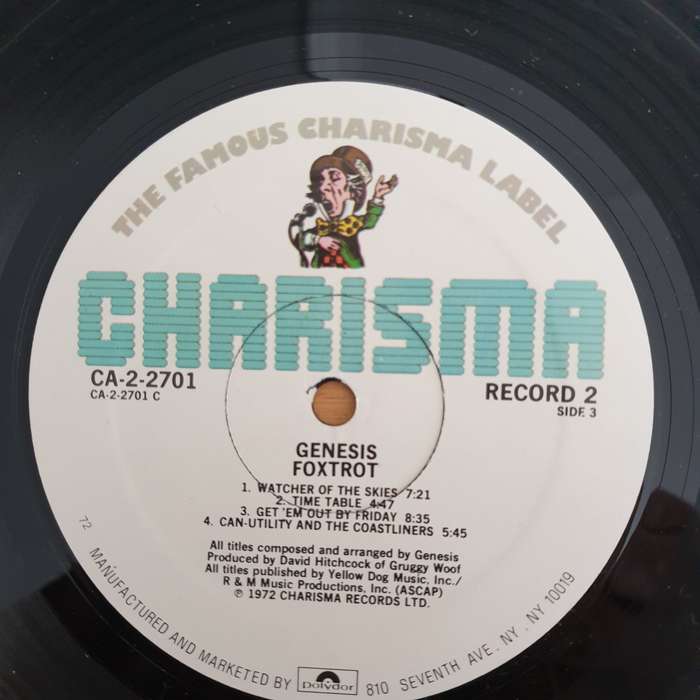 THE FAMOUS CHARISMA LABEL
CHARISMA
CA-2-2701
CA-2-2701 C
RECORD 2
SIDE 3
GENESIS
FOXTROT
1. WATCHER OF THE SKIES 7:21
2. TIME TABLE 4:47
3. GET 'EM OUT BY FRIDAY 8:35
4. CAN-UTILITY AND THE COASTLINERS 5:45
All titles composed and arranged by Genesis
Produced by David Hitchcock of Gruggy Woof
All titles published by Yellow Dog Music, Inc./
R & M Music Productions, Inc. (ASCAP)
℗ 1972 CHARISMA RECORDS LTD.
72
MANUFACTURED AND MARKETED BY polydor 810 SEVENTH AVE. NY. NY 10019